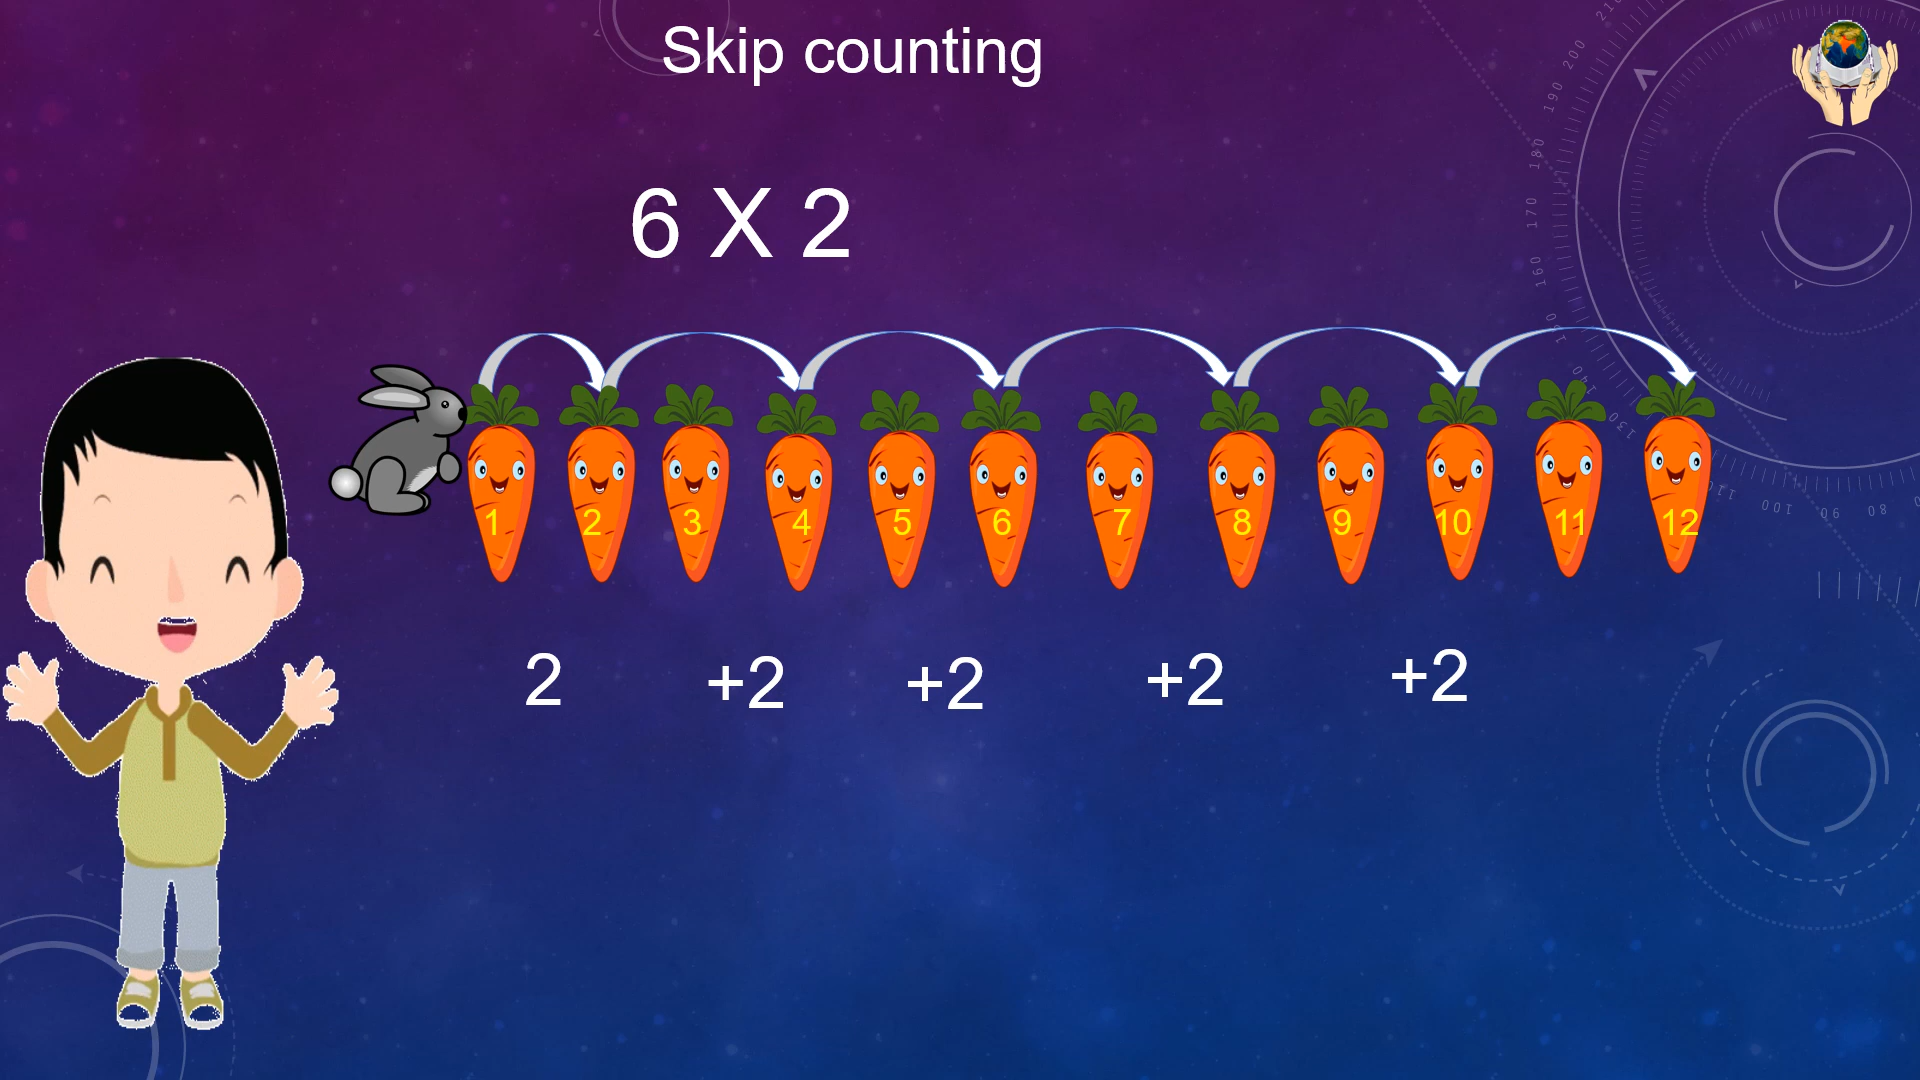 Skip counting
6 X 2
1 2 3 4 5 6 7 8 9 10 11 12
2 +2 +2 +2 +2